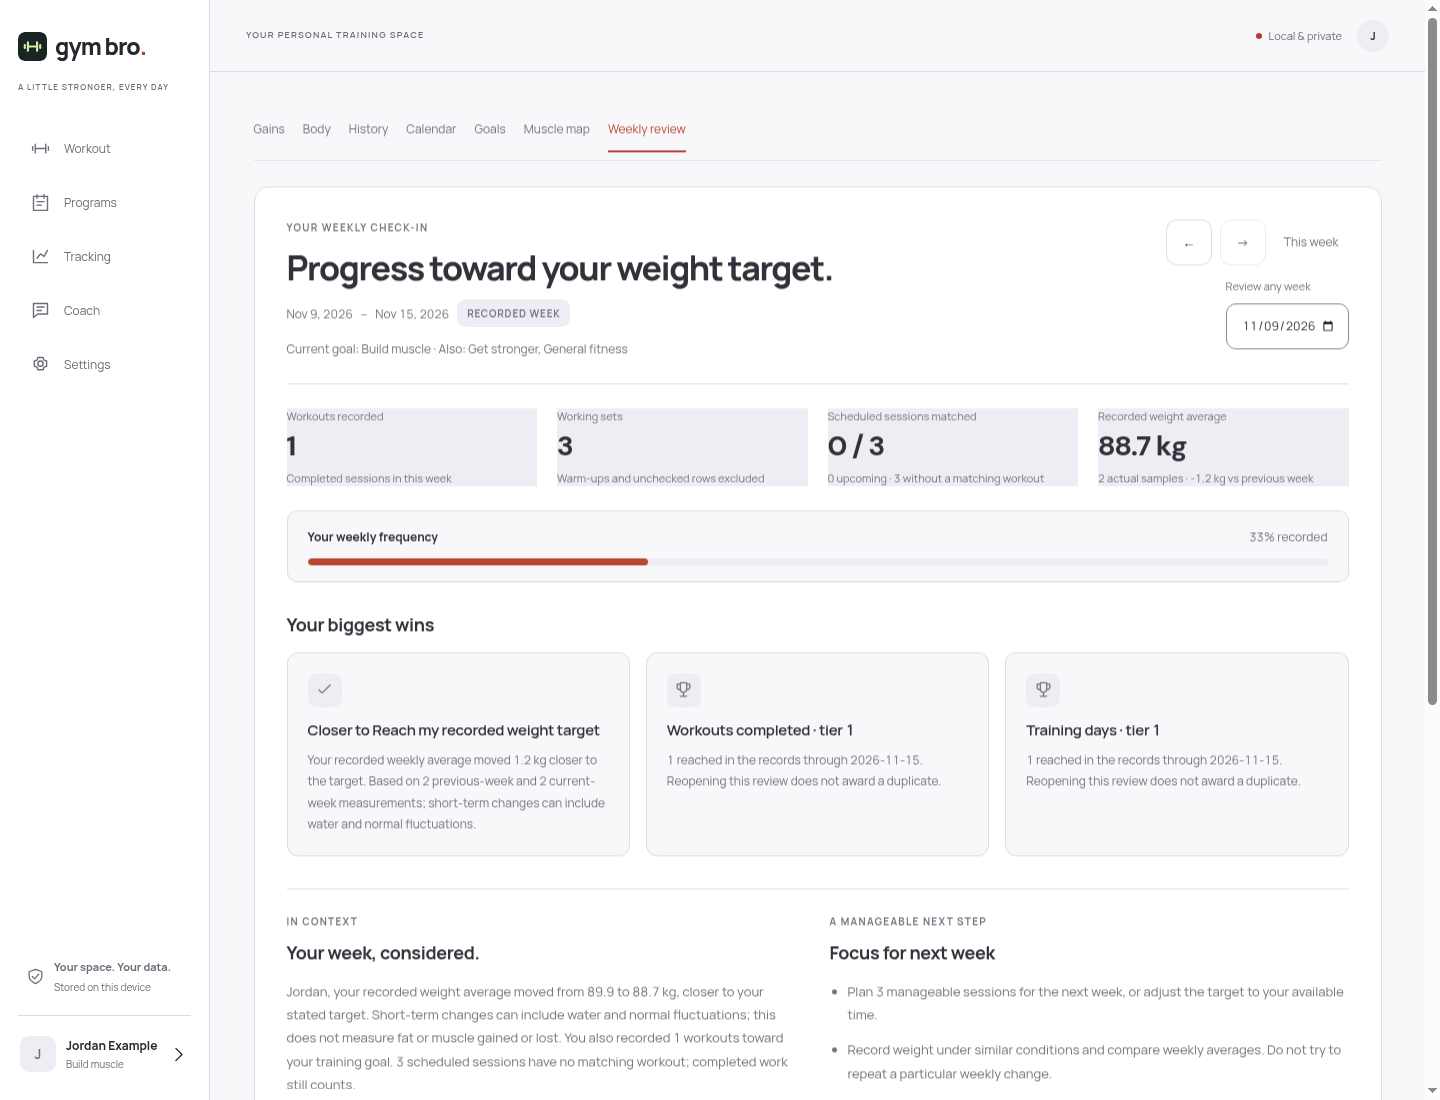 gym bro.
A LITTLE STRONGER, EVERY DAY
Workout
Programs
Tracking
Coach
Settings
Your space. Your data.
Stored on this device
J
Jordan Example
Build muscle
YOUR PERSONAL TRAINING SPACE
Local & private
J
Gains Body History Calendar Goals Muscle map Weekly review
YOUR WEEKLY CHECK-IN
Progress toward your weight target.
Nov 9, 2026 – Nov 15, 2026 RECORDED WEEK
Current goal: Build muscle · Also: Get stronger, General fitness
← → This week
Review any week
11/09/2026
Workouts recorded
1
Completed sessions in this week
Working sets
3
Warm-ups and unchecked rows excluded
Scheduled sessions matched
0 / 3
0 upcoming · 3 without a matching workout
Recorded weight average
88.7 kg
2 actual samples · -1.2 kg vs previous week
Your weekly frequency
33% recorded
Your biggest wins
Closer to Reach my recorded weight target
Your recorded weekly average moved 1.2 kg closer to
the target. Based on 2 previous-week and 2 current-
week measurements; short-term changes can include
water and normal fluctuations.
Workouts completed · tier 1
1 reached in the records through 2026-11-15.
Reopening this review does not award a duplicate.
Training days · tier 1
1 reached in the records through 2026-11-15.
Reopening this review does not award a duplicate.
IN CONTEXT
Your week, considered.
Jordan, your recorded weight average moved from 89.9 to 88.7 kg, closer to your
stated target. Short-term changes can include water and normal fluctuations; this
does not measure fat or muscle gained or lost. You also recorded 1 workouts toward
your training goal. 3 scheduled sessions have no matching workout; completed work
still counts.
A MANAGEABLE NEXT STEP
Focus for next week
Plan 3 manageable sessions for the next week, or adjust the target to your available
time.
Record weight under similar conditions and compare weekly averages. Do not try to
repeat a particular weekly change.